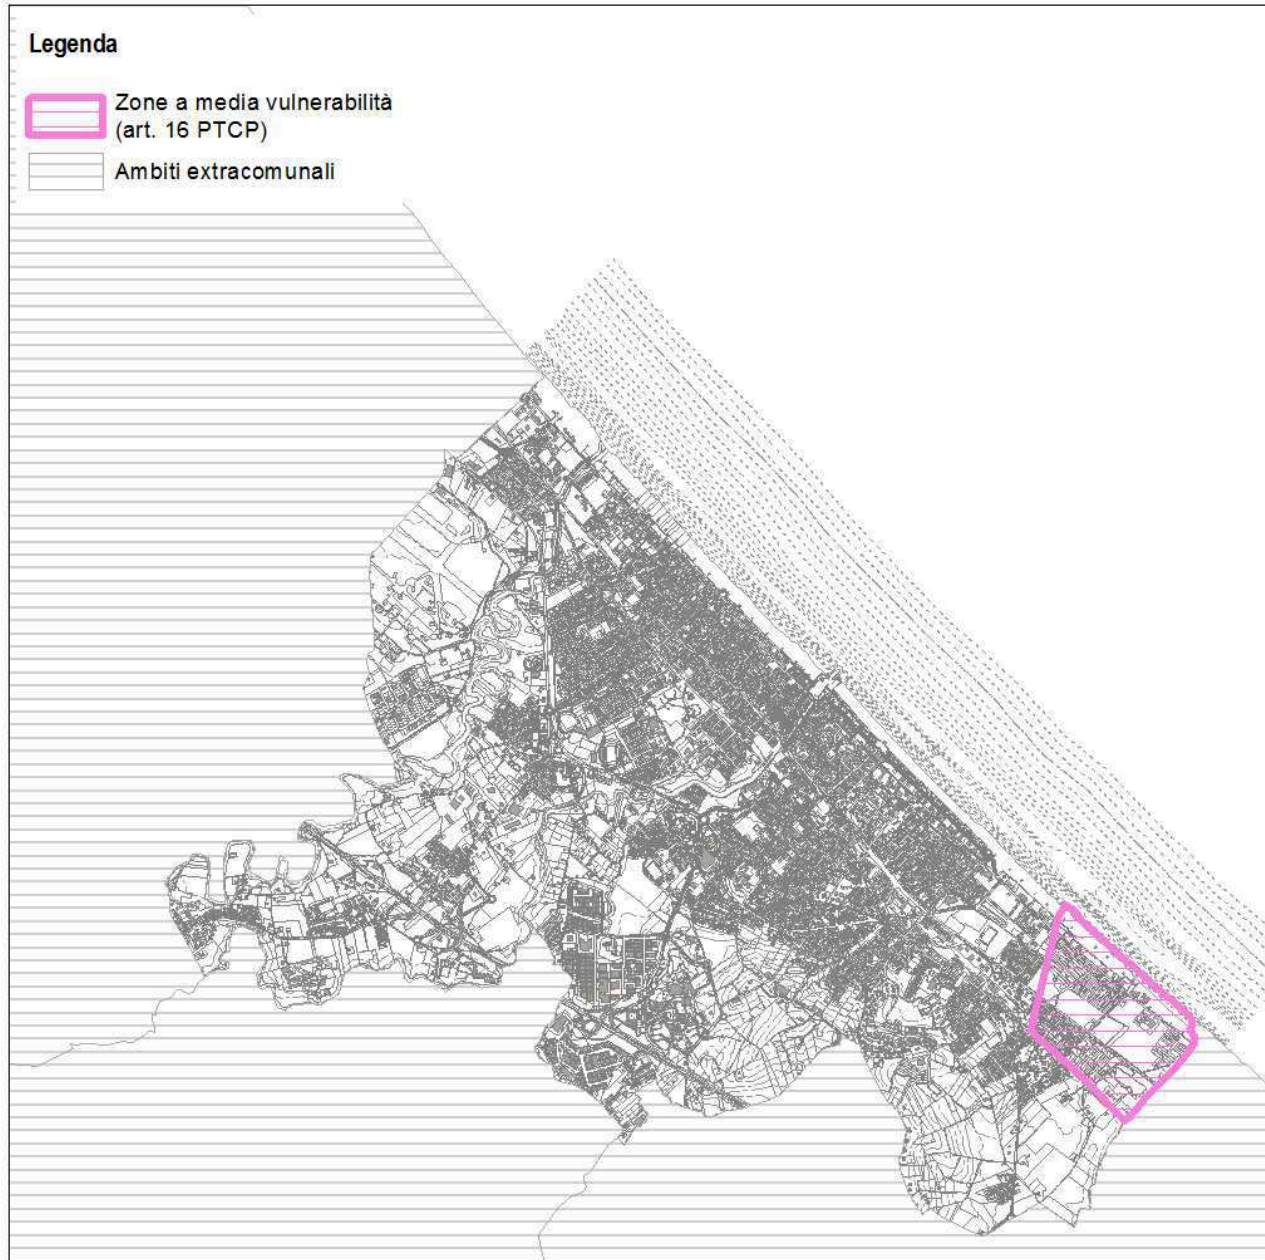 Legenda
Zone a media vulnerabilità
(art. 16 PTCP)
Ambiti extracomunali